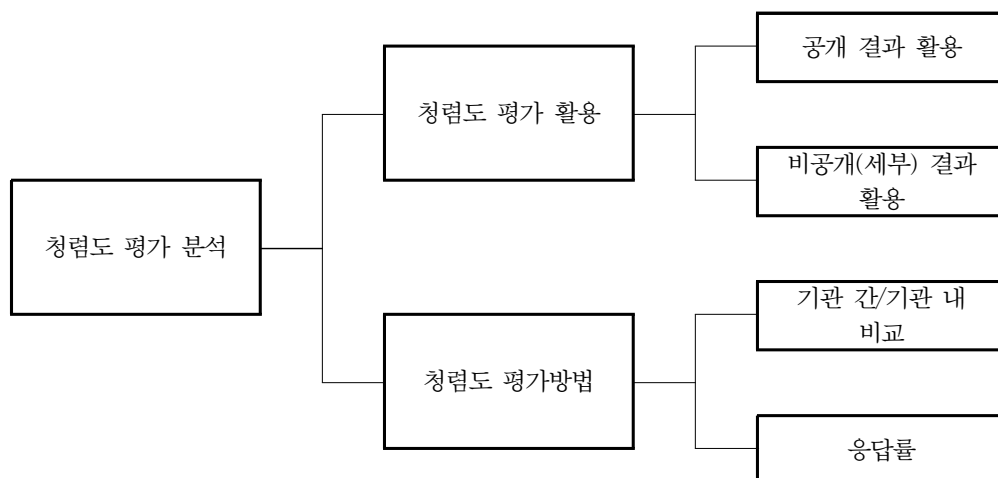 공개 결과 활용
청렴도 평가 활용
비공개(세부) 결과
활용
청렴도 평가 분석
기관 간/기관 내
비교
청렴도 평가방법
응답률